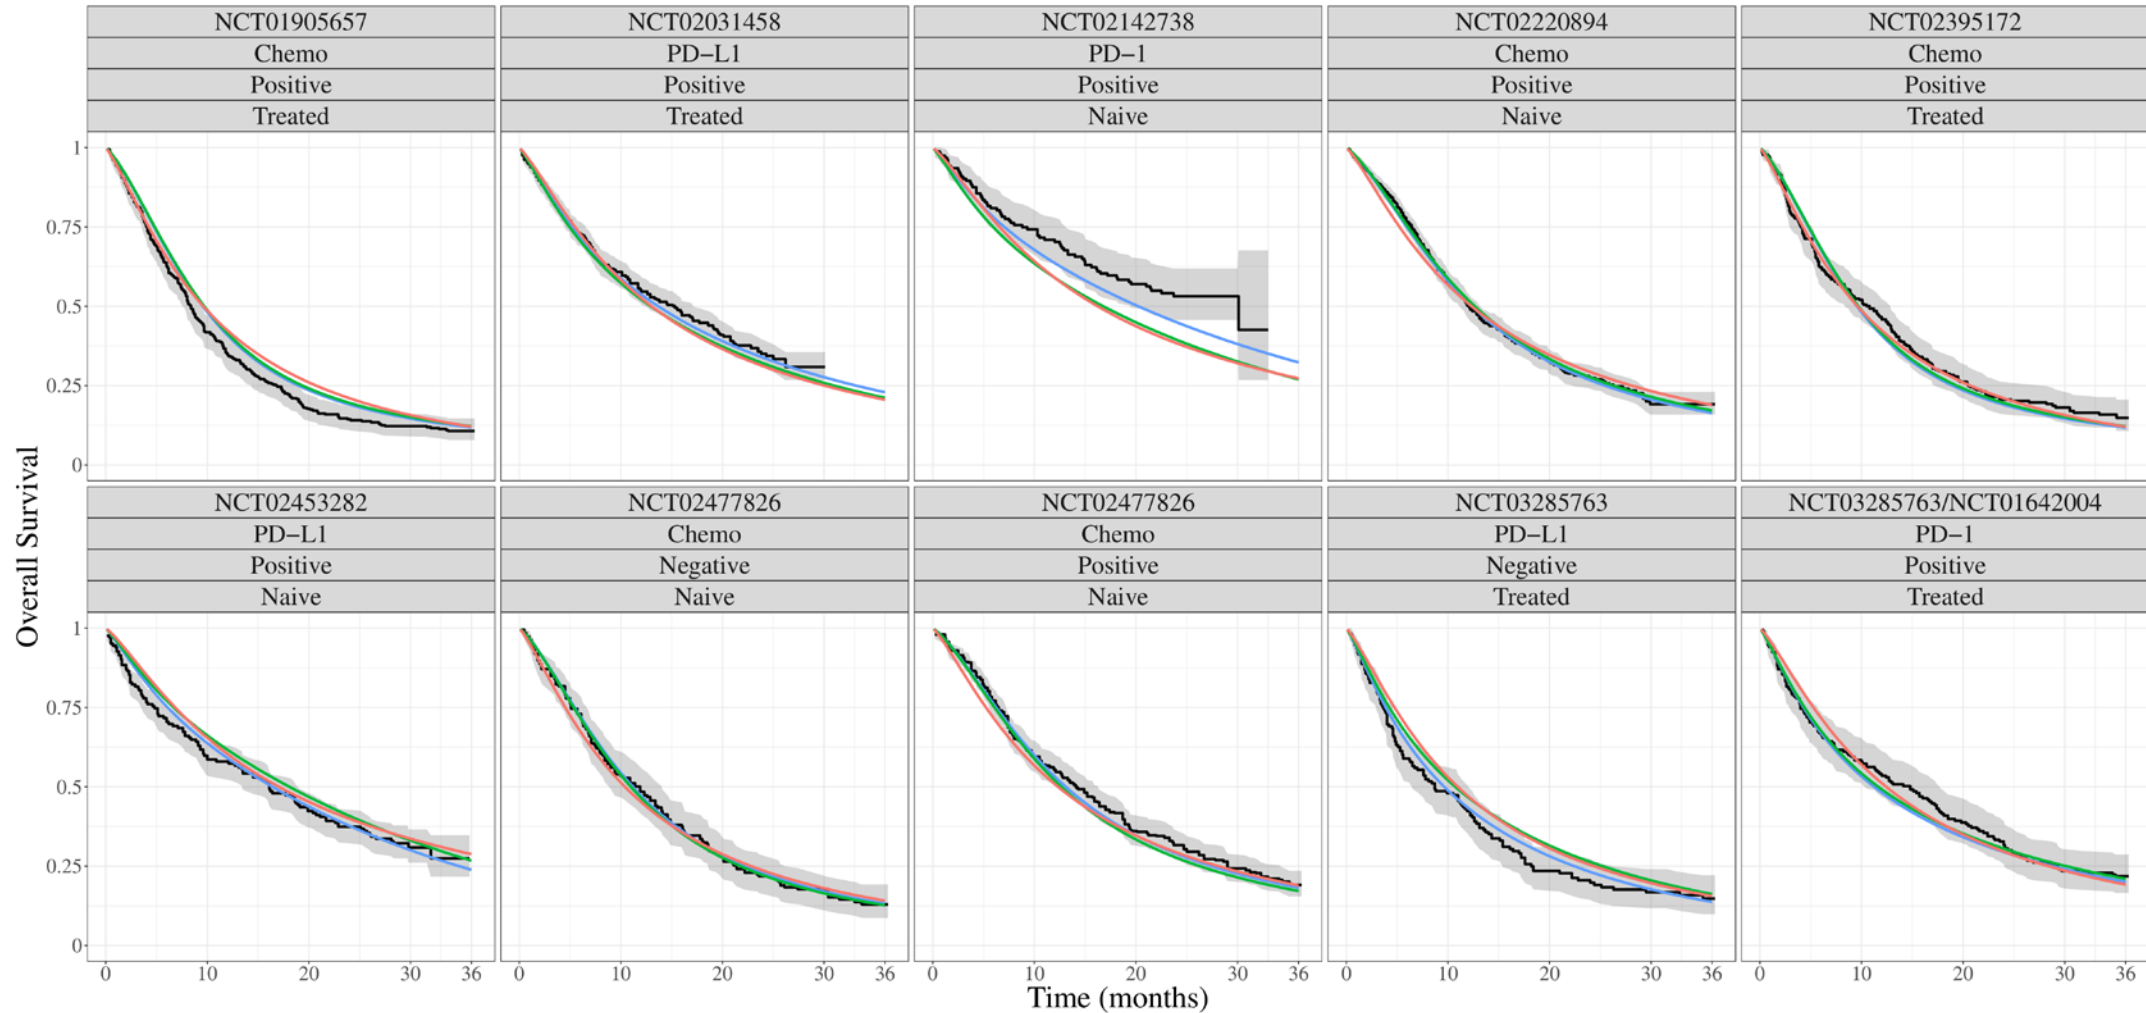 NCT01905657 NCT02031458 NCT02142738 NCT02220894 NCT02395172
Chemo PD−L1 PD−1 Chemo Chemo
Positive Positive Positive Positive Positive
Treated Treated Naive Naive Treated
1
0.75
0.5
0.25
0
Overall Survival
NCT02453282 NCT02477826 NCT02477826 NCT03285763 NCT03285763/NCT01642004
PD−L1 Chemo Chemo PD−L1 PD−1
Positive Negative Positive Negative Positive
Naive Naive Naive Treated Treated
1
0.75
0.5
0.25
0
0 10 20 30 36 0 10 20 30 36 0 10 20 30 36 0 10 20 30 36 0 10 20 30 36
Time (months)